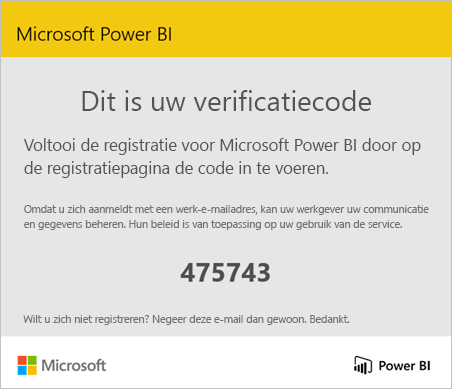 Microsoft Power BI
Dit is uw verificatiecode
Voltooi de registratie voor Microsoft Power BI door op
de registratiepagina de code in te voeren.
Omdat u zich aanmeldt met een werk-e-mailadres, kan uw werkgever uw communicatie
en gegevens beheren. Hun beleid is van toepassing op uw gebruik van de service.
475743
Wilt u zich niet registreren? Negeer deze e-mail dan gewoon. Bedankt.
Microsoft Power BI